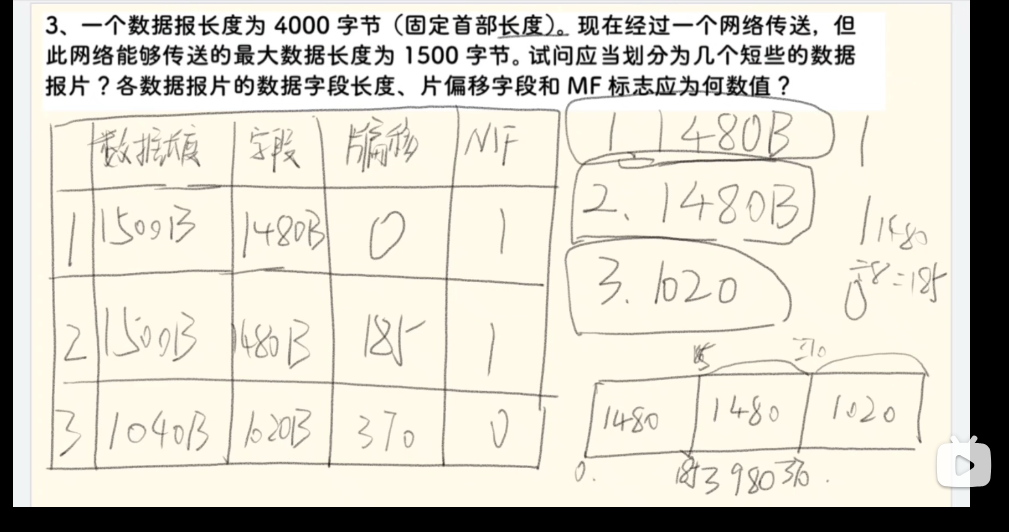 3、一个数据报长度为 4000 字节（固定首部长度）。现在经过一个网络传送，但
此网络能够传送的最大数据长度为 1500 字节。试问应当划分为几个短些的数据
报片？各数据报片的数据字段长度、片偏移字段和 MF 标志应为何数值？
数据长度 字段 片偏移 MF
1 1500B 1480B 0 1
2 1500B 1480B 185 1
3 1040B 1020B 370 0
1. 1480B 1
2. 1480B 1
3. 1020 0
1480
÷8=185
185 370
1480 1480 1020
0. 185 3980 370.